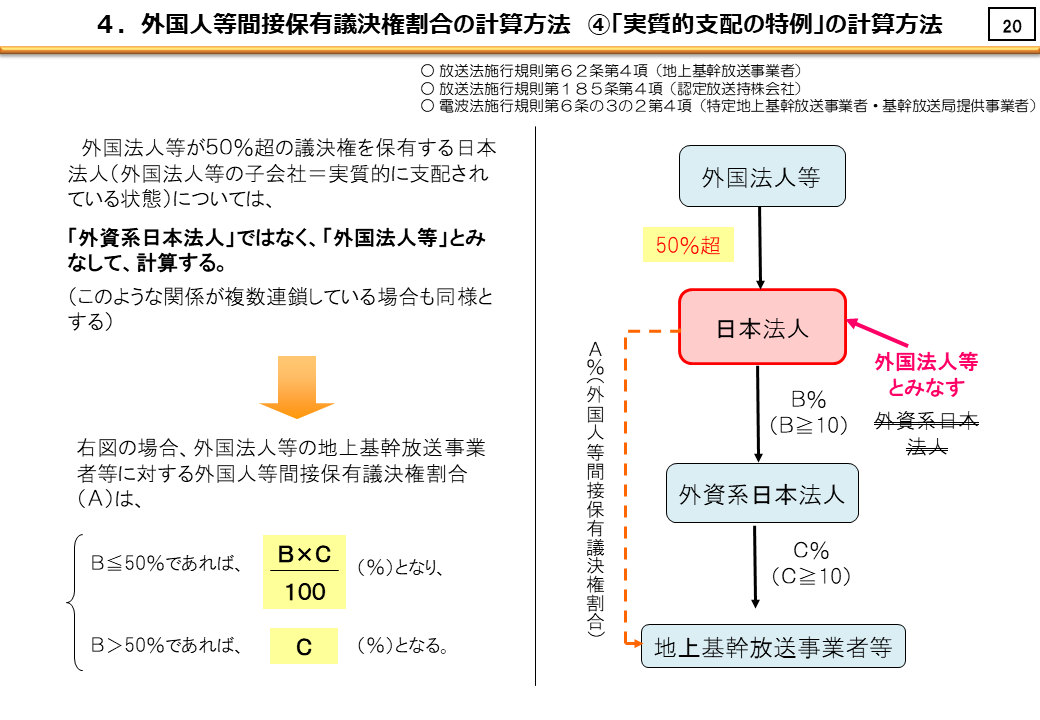 ４．外国人等間接保有議決権割合の計算方法 ④「実質的支配の特例」の計算方法
20
○ 放送法施行規則第６２条第４項（地上基幹放送事業者）
○ 放送法施行規則第１８５条第４項（認定放送持株会社）
○ 電波法施行規則第６条の３の２第４項（特定地上基幹放送事業者・基幹放送局提供事業者）
外国法人等が50％超の議決権を保有する日本
法人（外国法人等の子会社＝実質的に支配され
ている状態）については、
「外資系日本法人」ではなく、「外国法人等」とみ
なして、計算する。
（このような関係が複数連鎖している場合も同様と
する）
右図の場合、外国法人等の地上基幹放送事業
者等に対する外国人等間接保有議決権割合
（A）は、
B≦50％であれば、 B×C （％）となり、
100
B＞50％であれば、 C （％）となる。
外国法人等
50％超
日本法人
外国法人等
とみなす
外資系日本
法人
B％
（B≧10）
A％（外国人等間接保有議決権割合）
外資系日本法人
C％
（C≧10）
地上基幹放送事業者等